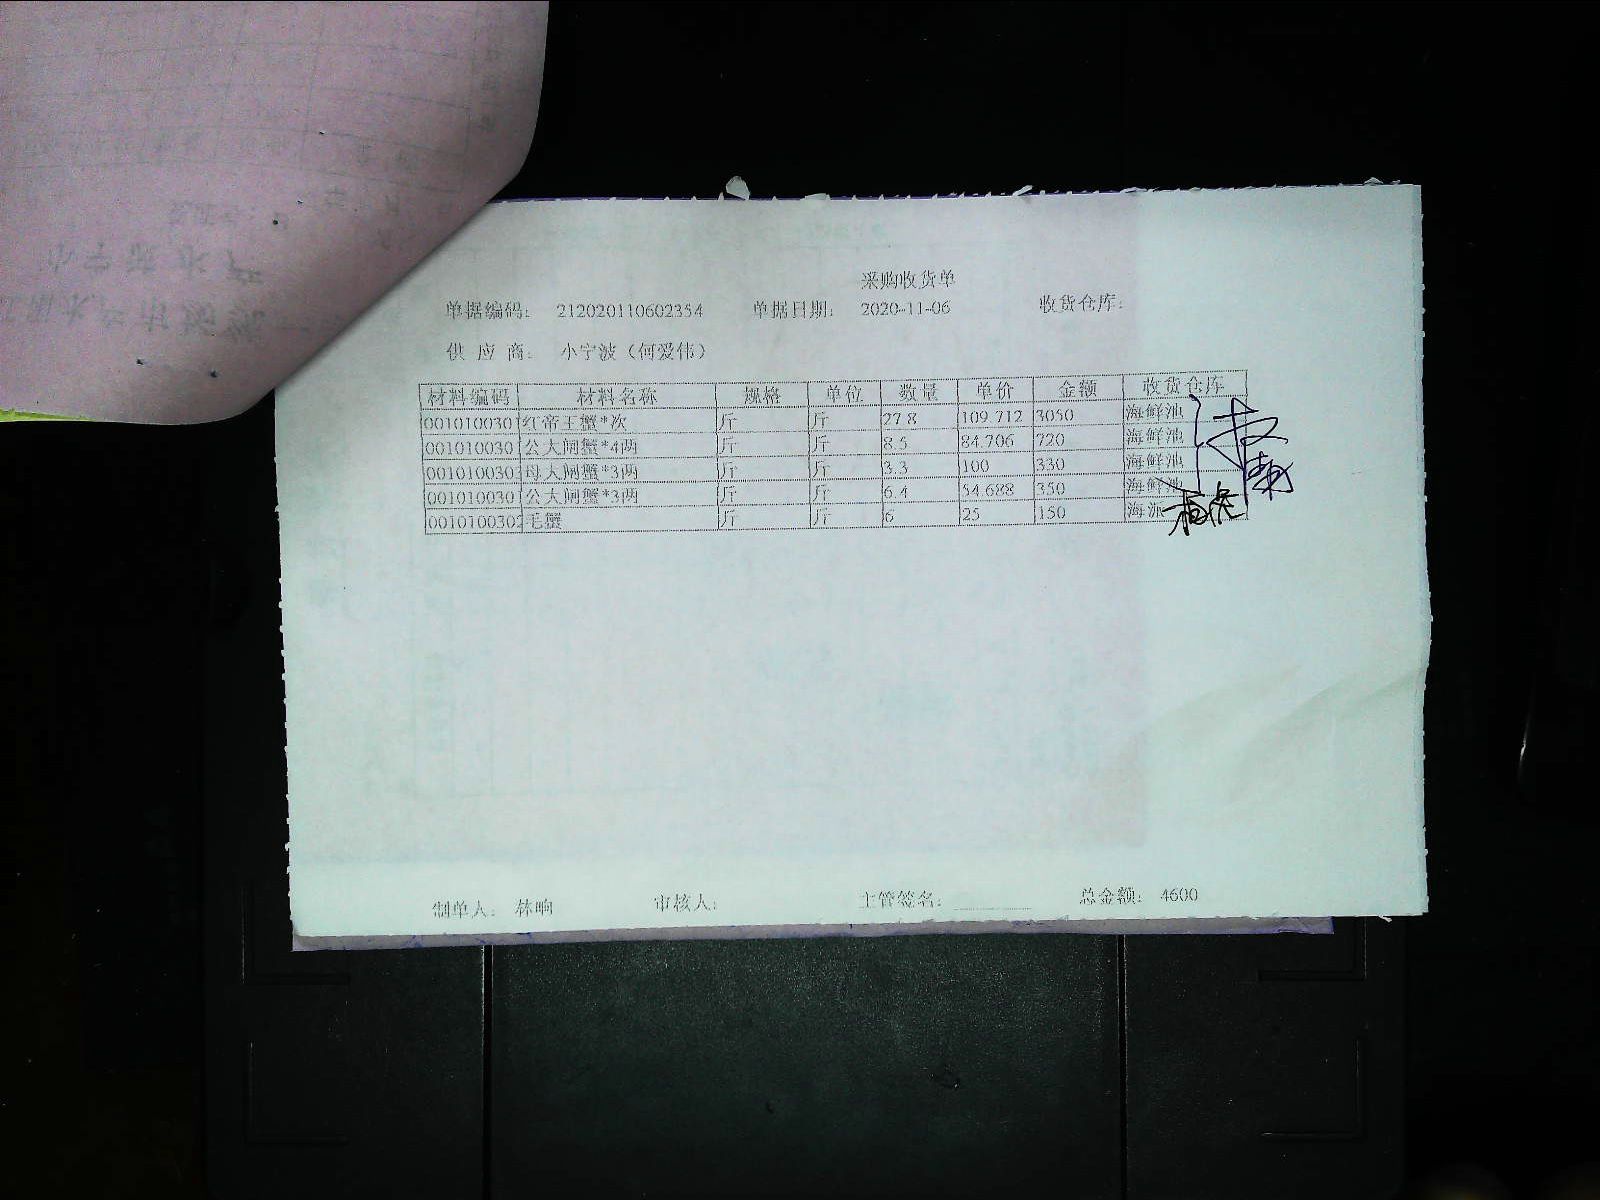 采购收货单
单据编码： 212020110602354 单据日期： 2020-11-06 收货仓库：
供 应 商： 小宁波（何爱伟）
材料编码 材料名称 规格 单位 数量 单价 金额 收货仓库
001010030 红帝王蟹*次 斤 斤 27.8 109.712 3050 海鲜池
001010030 公大闸蟹*4两 斤 斤 8.5 84.706 720 海鲜池
001010030 母大闸蟹*3两 斤 斤 3.3 100 330 海鲜池
001010030 公大闸蟹*3两 斤 斤 6.4 54.688 350 海鲜池
0010100302 毛蟹 斤 斤 6 25 150 海派
制单人： 林响 审核人： 主管签名： 总金额： 4600